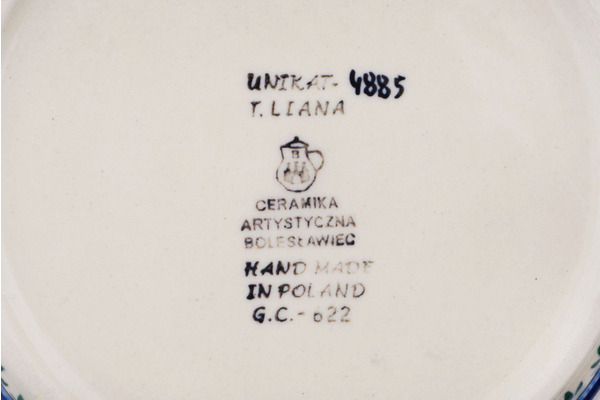 UNIKAT- 4885
T. LIANA
B
CERAMIKA
ARTYSTYCZNA
BOLESŁAWIEC
HAND MADE
IN POLAND
G.C.- 622